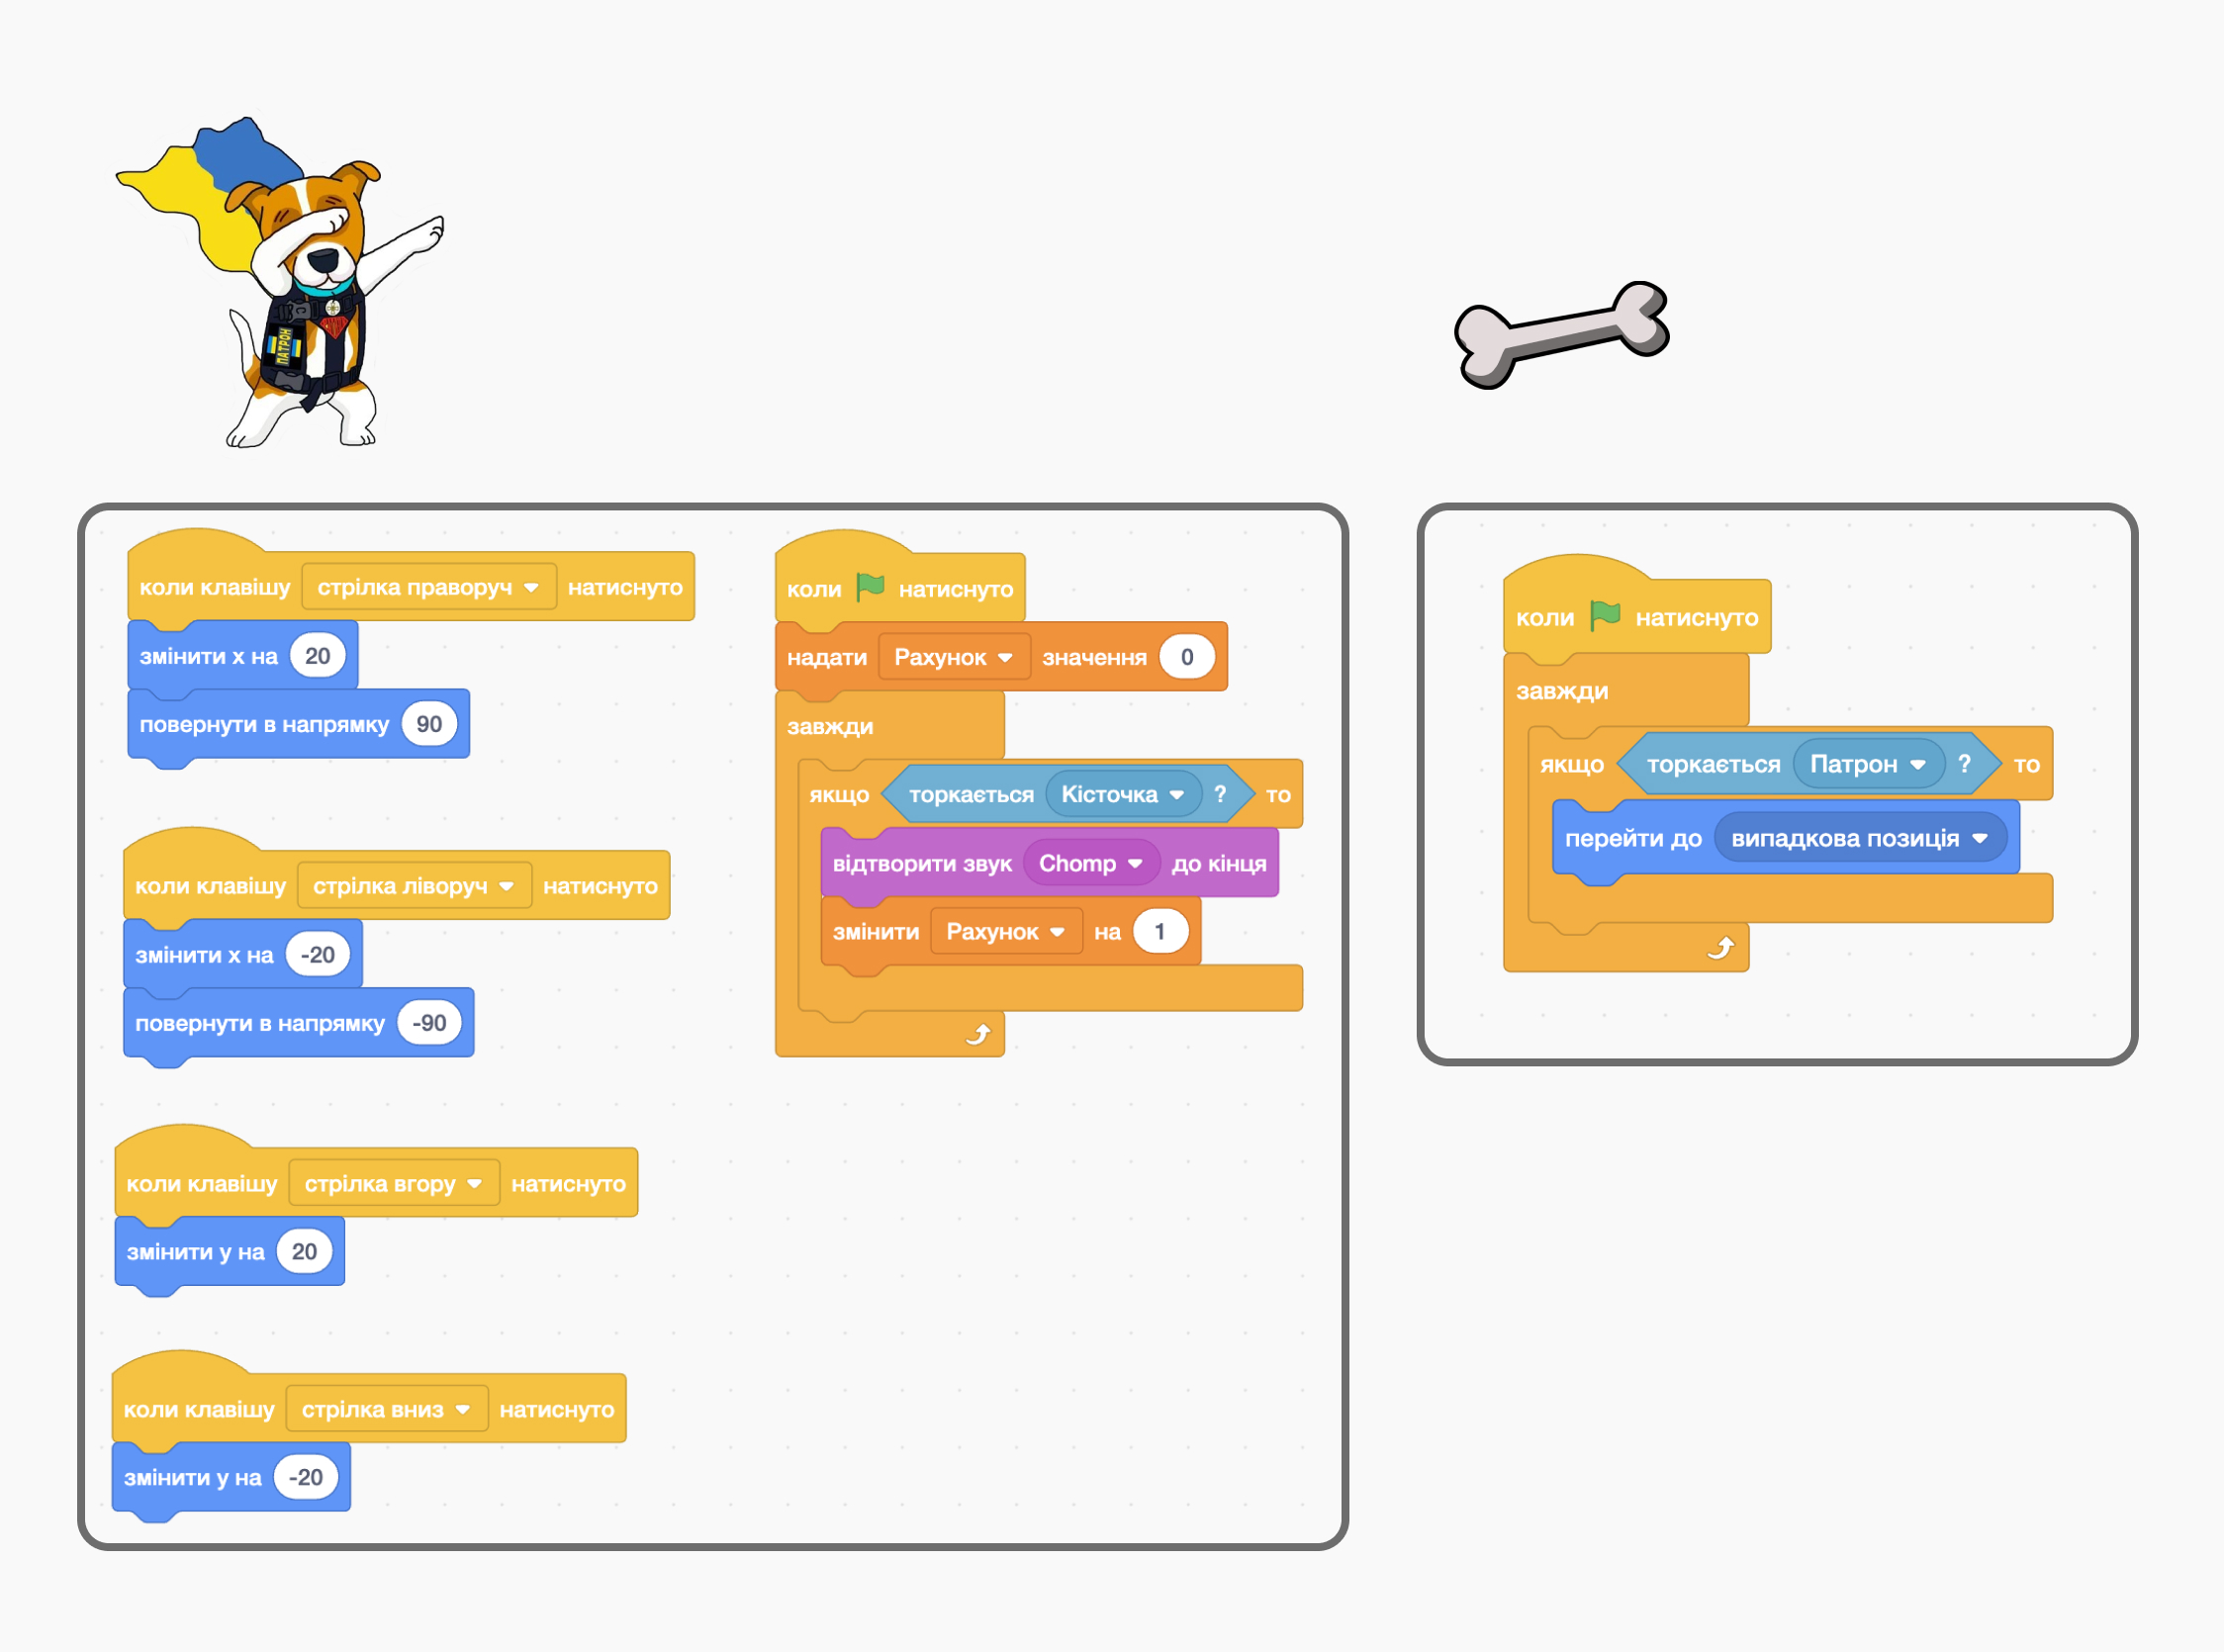 ПАТРОН
коли клавішу стрілка праворуч натиснуто
змінити x на 20
повернути в напрямку 90
коли клавішу стрілка ліворуч натиснуто
змінити x на -20
повернути в напрямку -90
коли клавішу стрілка вгору натиснуто
змінити y на 20
коли клавішу стрілка вниз натиснуто
змінити y на -20
коли натиснуто
надати Рахунок значення 0
завжди
якщо торкається Кісточка ? то
відтворити звук Chomp до кінця
змінити Рахунок на 1
коли натиснуто
завжди
якщо торкається Патрон ? то
перейти до випадкова позиція